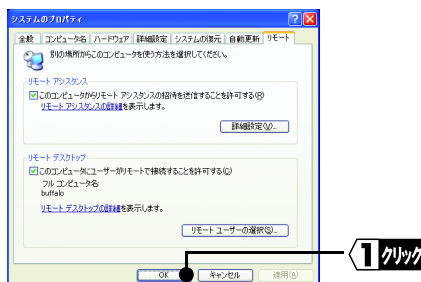 システムのプロパティ
全般 コンピュータ名 ハードウェア 詳細設定 システムの復元 自動更新 リモート
別の場所からこのコンピュータを使う方法を選択してください。
リモート アシスタンス
このコンピュータからリモート アシスタンスの招待を送信することを許可する(R)
リモート アシスタンスの詳細を表示します。
詳細設定(V)...
リモート デスクトップ
このコンピュータにユーザーがリモートで接続することを許可する(C)
フル コンピュータ名:
buffalo
リモート デスクトップの詳細を表示します。
リモート ユーザーの選択(S)...
OK キャンセル 適用(A)
1 クリック